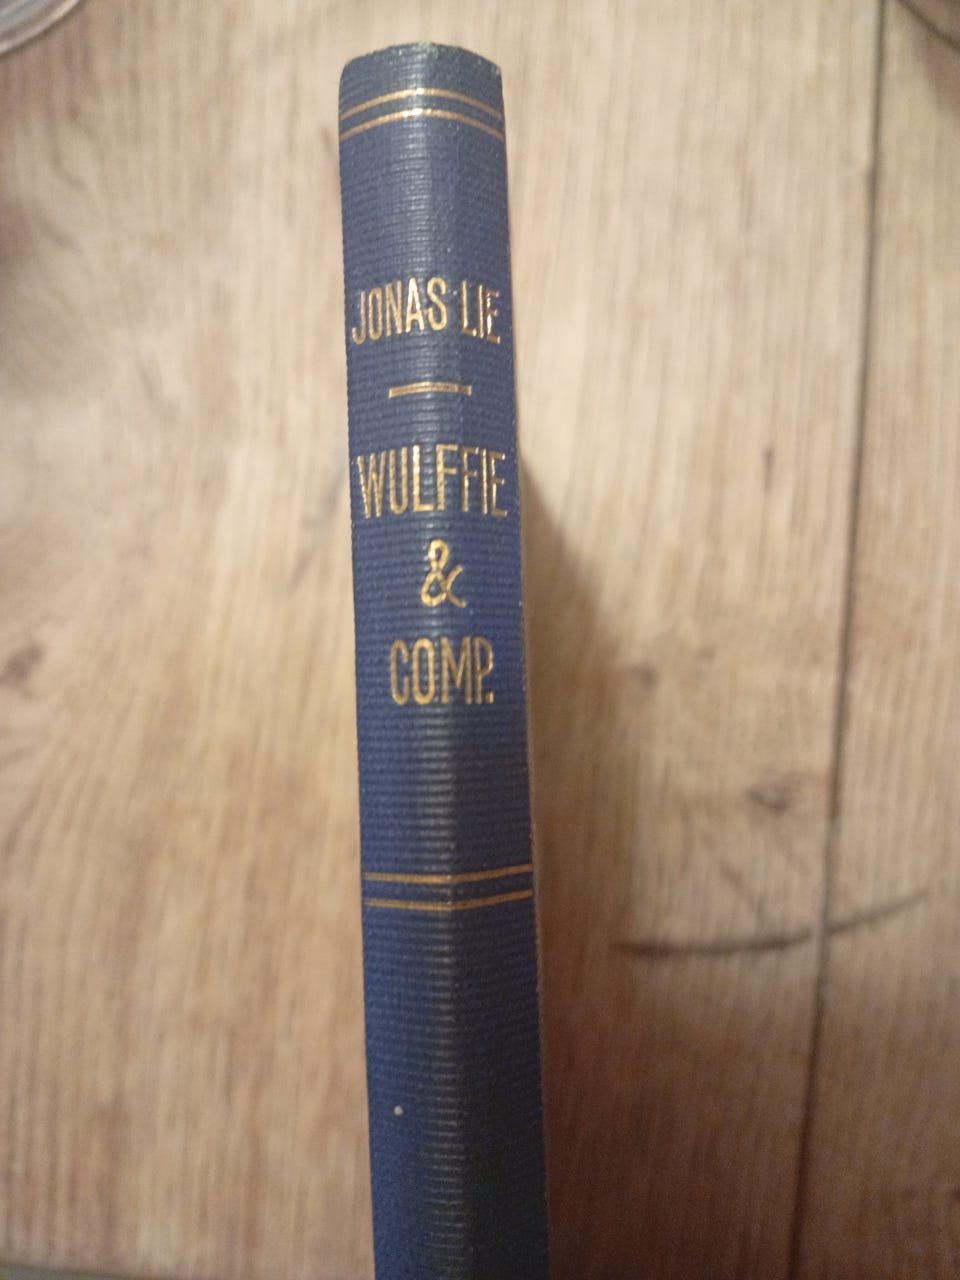 JONAS LIE
WULFFIE
&
COMP.